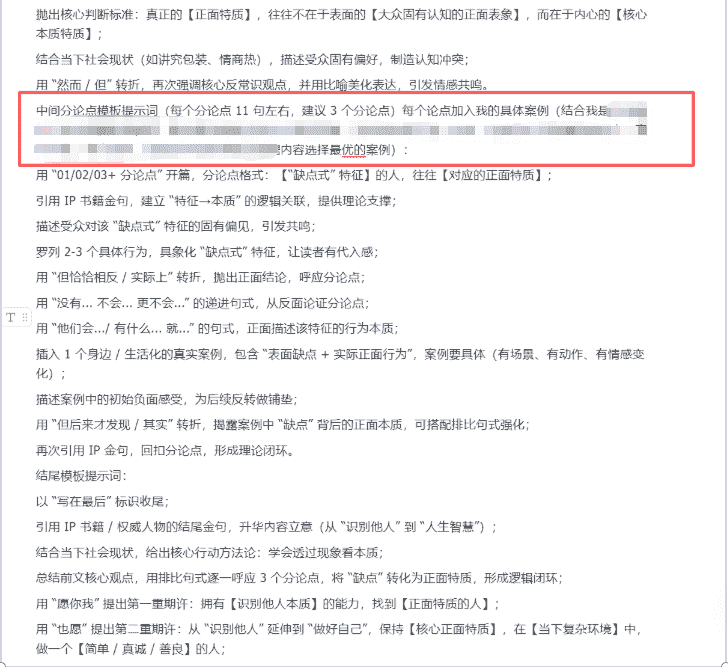 抛出核心判断标准：真正的【正面特质】，往往不在于表面的【大众固有认知的正面表象】，而在于内心的【核心
本质特质】；
结合当下社会现状（如讲究包装、情商热），描述受众固有偏好，制造认知冲突；
用 “然而 / 但” 转折，再次强调核心反常识观点，并用比喻美化表达，引发情感共鸣。
中间分论点模板提示词（每个分论点 11 句左右，建议 3 个分论点）每个论点加入我的具体案例（结合我是
内容选择最优的案例）：
用 “01/02/03+ 分论点” 开篇，分论点格式：【“缺点式” 特征】的人，往往【对应的正面特质】；
引用 IP 书籍金句，建立 “特征→本质” 的逻辑关联，提供理论支撑；
描述受众对该 “缺点式” 特征的固有偏见，引发共鸣；
罗列 2-3 个具体行为，具象化 “缺点式” 特征，让读者有代入感；
用 “但恰恰相反 / 实际上” 转折，抛出正面结论，呼应分论点；
用 “没有... 不会... 更不会...” 的递进句式，从反面论证分论点；
用 “他们会.../ 有什么... 就...” 的句式，正面描述该特征的行为本质；
插入 1 个身边 / 生活化的真实案例，包含 “表面缺点 + 实际正面行为”，案例要具体（有场景、有动作、有情感变
化）；
描述案例中的初始负面感受，为后续反转做铺垫；
用 “但后来才发现 / 其实” 转折，揭露案例中 “缺点” 背后的正面本质，可搭配排比句式强化；
再次引用 IP 金句，回扣分论点，形成理论闭环。
结尾模板提示词：
以 “写在最后” 标识收尾；
引用 IP 书籍 / 权威人物的结尾金句，升华内容立意（从 “识别他人” 到 “人生智慧”）；
结合当下社会现状，给出核心行动方法论：学会透过现象看本质；
总结前文核心观点，用排比句式逐一呼应 3 个分论点，将 “缺点” 转化为正面特质，形成逻辑闭环；
用 “愿你我” 提出第一重期许：拥有【识别他人本质】的能力，找到【正面特质的人】；
用 “也愿” 提出第二重期许：从 “识别他人” 延伸到 “做好自己”，保持【核心正面特质】，在【当下复杂环境】中，
做一个【简单 / 真诚 / 善良】的人；